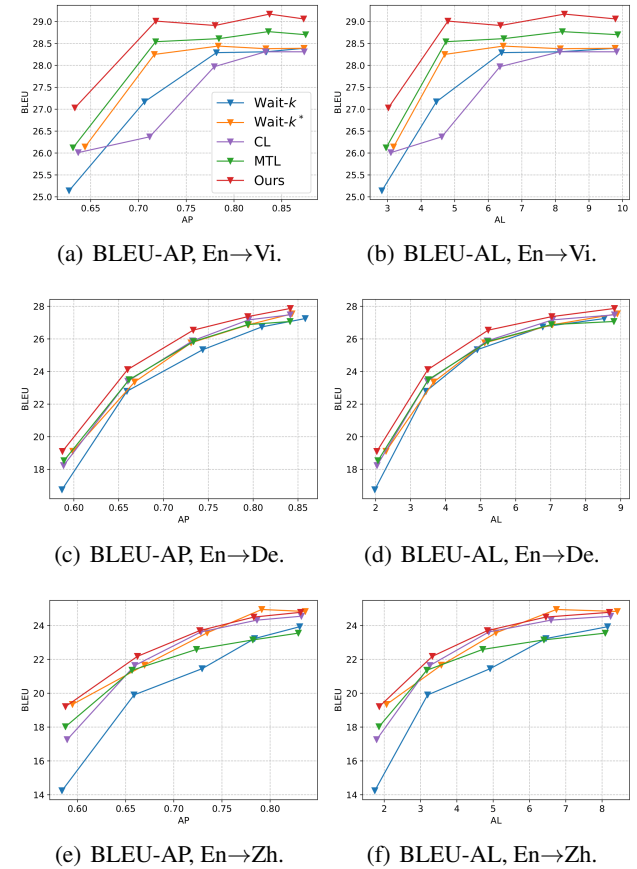 29.0
28.5
28.0
27.5
27.0
26.5
26.0
25.5
25.0
BLEU
0.65 0.70 0.75 0.80 0.85
AP
Wait-k
Wait-k*
CL
MTL
Ours
(a) BLEU-AP, En→Vi.
29.0
28.5
28.0
27.5
27.0
26.5
26.0
25.5
25.0
BLEU
3 4 5 6 7 8 9 10
AL
(b) BLEU-AL, En→Vi.
28
26
24
22
20
18
BLEU
0.60 0.65 0.70 0.75 0.80 0.85
AP
(c) BLEU-AP, En→De.
28
26
24
22
20
18
BLEU
2 3 4 5 6 7 8 9
AL
(d) BLEU-AL, En→De.
24
22
20
18
16
14
BLEU
0.60 0.65 0.70 0.75 0.80
AP
(e) BLEU-AP, En→Zh.
24
22
20
18
16
14
BLEU
2 3 4 5 6 7 8
AL
(f) BLEU-AL, En→Zh.